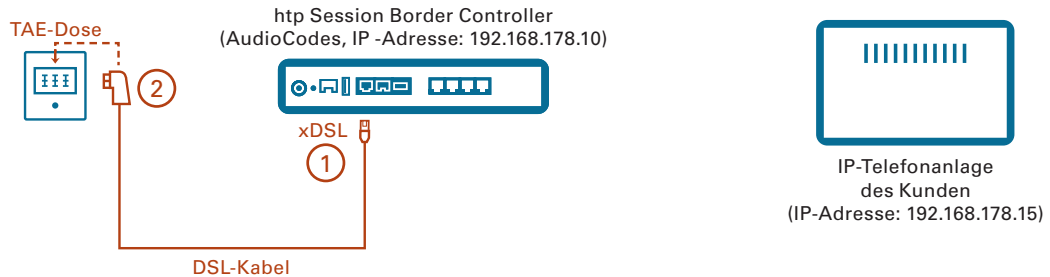 TAE-Dose
htp Session Border Controller
(AudioCodes, IP -Adresse: 192.168.178.10)
2
xDSL
1
DSL-Kabel
IP-Telefonanlage
des Kunden
(IP-Adresse: 192.168.178.15)